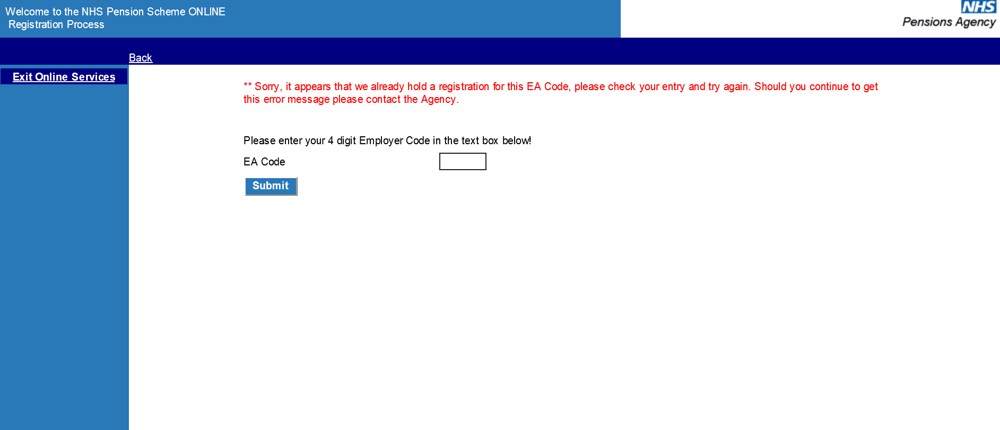 Welcome to the NHS Pension Scheme ONLINE
Registration Process
NHS
Pensions Agency
Back
Exit Online Services
** Sorry, it appears that we already hold a registration for this EA Code, please check your entry and try again. Should you continue to get
this error message please contact the Agency.
Please enter your 4 digit Employer Code in the text box below!
EA Code
Submit